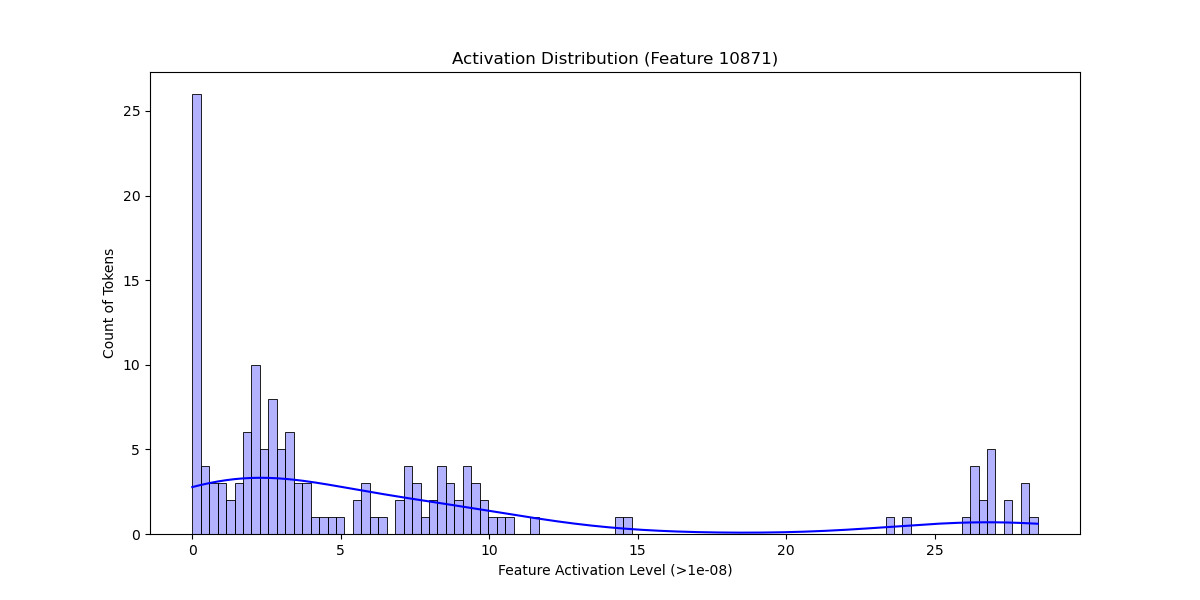 Activation Distribution (Feature 10871)
25
20
15
10
5
0
Count of Tokens
0 5 10 15 20 25
Feature Activation Level (>1e-08)